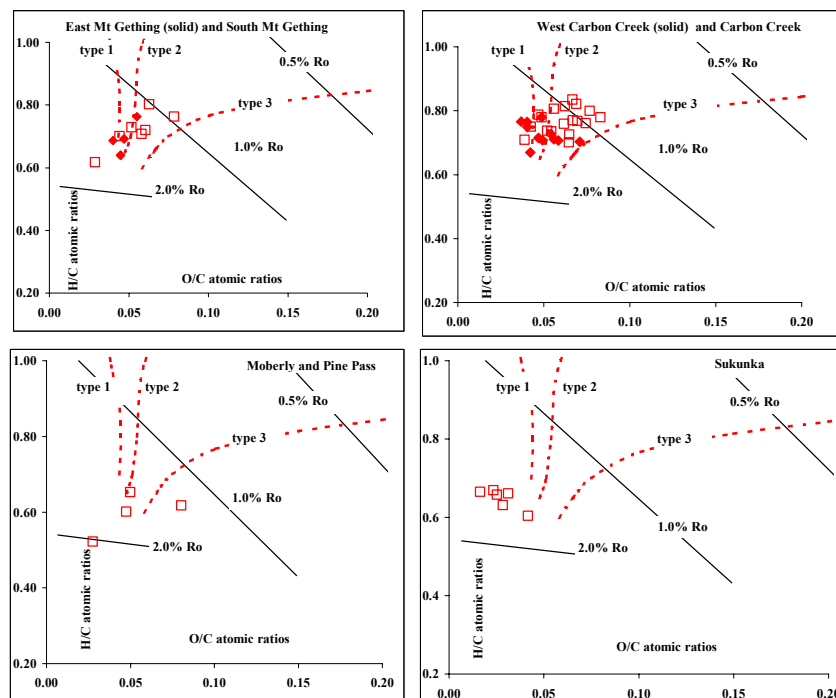 East Mt Gething (solid) and South Mt Gething
1.00
type 1
type 2
0.5% Ro
0.80
type 3
1.0% Ro
0.60
2.0% Ro
0.40
H/C atomic ratios
O/C atomic ratios
0.20
0.00
0.05
0.10
0.15
0.20
West Carbon Creek (solid) and Carbon Creek
1.00
type 1
type 2
0.5% Ro
0.80
type 3
1.0% Ro
0.60
2.0% Ro
0.40
H/C atomic ratios
O/C atomic ratios
0.20
0.00
0.05
0.10
0.15
0.20
Moberly and Pine Pass
1.00
type 1
type 2
0.5% Ro
0.80
type 3
1.0% Ro
0.60
2.0% Ro
0.40
H/C atomic ratios
O/C atomic ratios
0.2
0.00
0.05
0.10
0.15
0.20
Sukunka
1.00
type 1
type 2
0.5% Ro
0.8
type 3
0.6
1.0% Ro
2.0% Ro
0.4
H/C atomic ratios
O/C atomic ratios
0.2
0.00
0.05
0.10
0.15
0.20